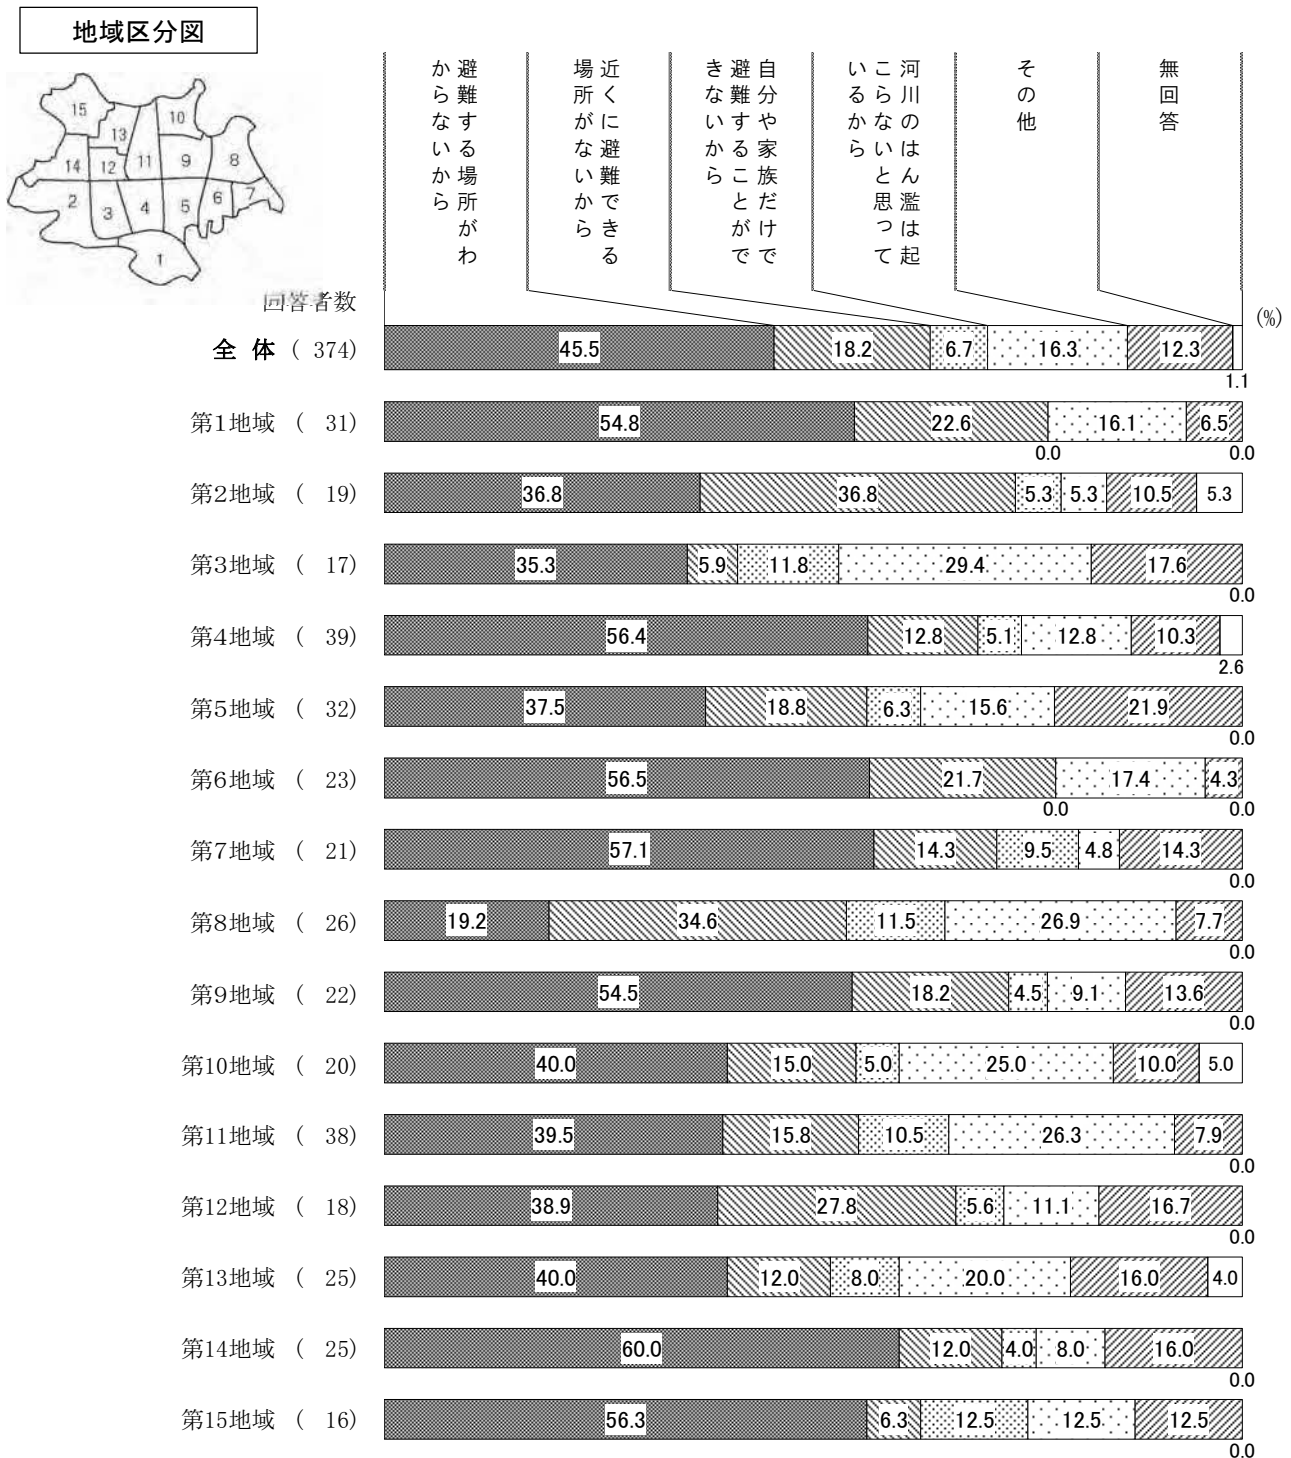 地域区分図
15
10
13
14
12
11
9
8
2
3
4
5
6
7
1
避難する場所がわ
からないから
近くに避難できる
場所がないから
自分や家族だけで
避難することがで
きないから
河川のはん濫は起
こらないと思って
いるから
その他
無回答
回答者数
(%)
全 体 ( 374) 45.5 18.2 6.7 16.3 12.3
1.1
第1地域 ( 31) 54.8 22.6 16.1 6.5
0.0 0.0
第2地域 ( 19) 36.8 36.8 5.3 5.3 10.5 5.3
第3地域 ( 17) 35.3 5.9 11.8 29.4 17.6
0.0
第4地域 ( 39) 56.4 12.8 5.1 12.8 10.3
2.6
第5地域 ( 32) 37.5 18.8 6.3 15.6 21.9
0.0
第6地域 ( 23) 56.5 21.7 17.4 4.3
0.0 0.0
第7地域 ( 21) 57.1 14.3 9.5 4.8 14.3
0.0
第8地域 ( 26) 19.2 34.6 11.5 26.9 7.7
0.0
第9地域 ( 22) 54.5 18.2 4.5 9.1 13.6
0.0
第10地域 ( 20) 40.0 15.0 5.0 25.0 10.0 5.0
第11地域 ( 38) 39.5 15.8 10.5 26.3 7.9
0.0
第12地域 ( 18) 38.9 27.8 5.6 11.1 16.7
0.0
第13地域 ( 25) 40.0 12.0 8.0 20.0 16.0 4.0
第14地域 ( 25) 60.0 12.0 4.0 8.0 16.0
0.0
第15地域 ( 16) 56.3 6.3 12.5 12.5 12.5
0.0